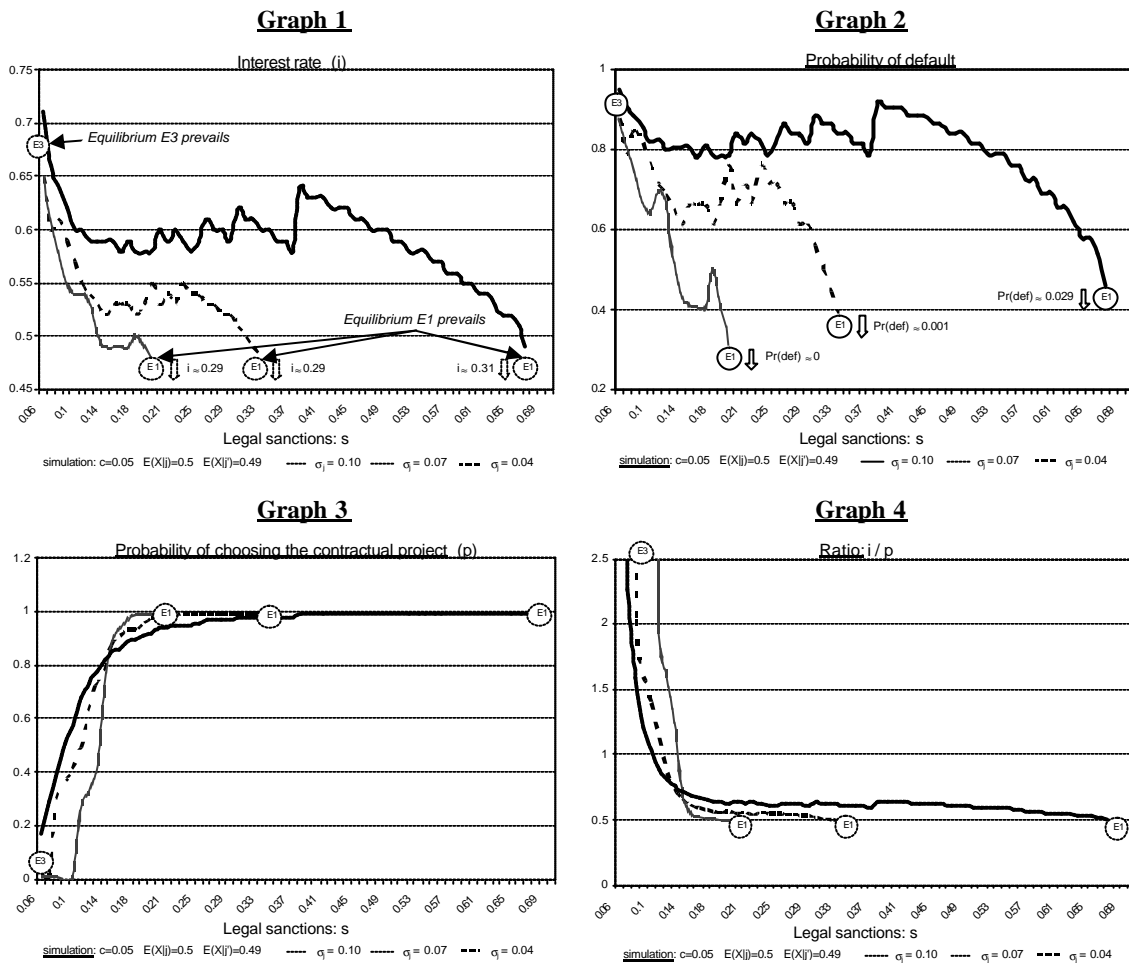 Graph 1
Interest rate (i)
0.75
0.7
0.65
0.6
0.55
0.5
0.45
E3
Equilibrium E3 prevails
Equilibrium E1 prevails
E1
i ≈ 0.29
E1
i ≈ 0.29
i ≈ 0.31
E1
0.06 0.1 0.14 0.18 0.21 0.25 0.29 0.33 0.37 0.41 0.45 0.49 0.53 0.57 0.61 0.65 0.69
Legal sanctions: s
simulation: c=0.05 E(X|j)=0.5 E(X|j')=0.49 σj = 0.10 σj = 0.07 σj = 0.04
Graph 2
Probability of default
1
0.8
0.6
0.4
0.2
E3
E1
Pr(def) ≈ 0
E1
Pr(def) ≈ 0.001
Pr(def) ≈ 0.029
E1
0.06 0.1 0.14 0.18 0.21 0.25 0.29 0.33 0.37 0.41 0.45 0.49 0.53 0.57 0.61 0.65 0.69
Legal sanctions: s
simulation: c=0.05 E(X|j)=0.5 E(X|j')=0.49 σj = 0.10 σj = 0.07 σj = 0.04
Graph 3
Probability of choosing the contractual project (p)
1.2
1
0.8
0.6
0.4
0.2
0
E3
E1
E1
E1
0.06 0.1 0.14 0.18 0.21 0.25 0.29 0.33 0.37 0.41 0.45 0.49 0.53 0.57 0.61 0.65 0.69
Legal sanctions: s
simulation: c=0.05 E(X|j)=0.5 E(X|j')=0.49 σj = 0.10 σj = 0.07 σj = 0.04
Graph 4
Ratio: i / p
2.5
2
1.5
1
0.5
0
E3
E1
E1
E1
0.06 0.1 0.14 0.18 0.21 0.25 0.29 0.33 0.37 0.41 0.45 0.49 0.53 0.57 0.61 0.65 0.69
Legal sanctions: s
simulation: c=0.05 E(X|j)=0.5 E(X|j')=0.49 σj = 0.10 σj = 0.07 σj = 0.04